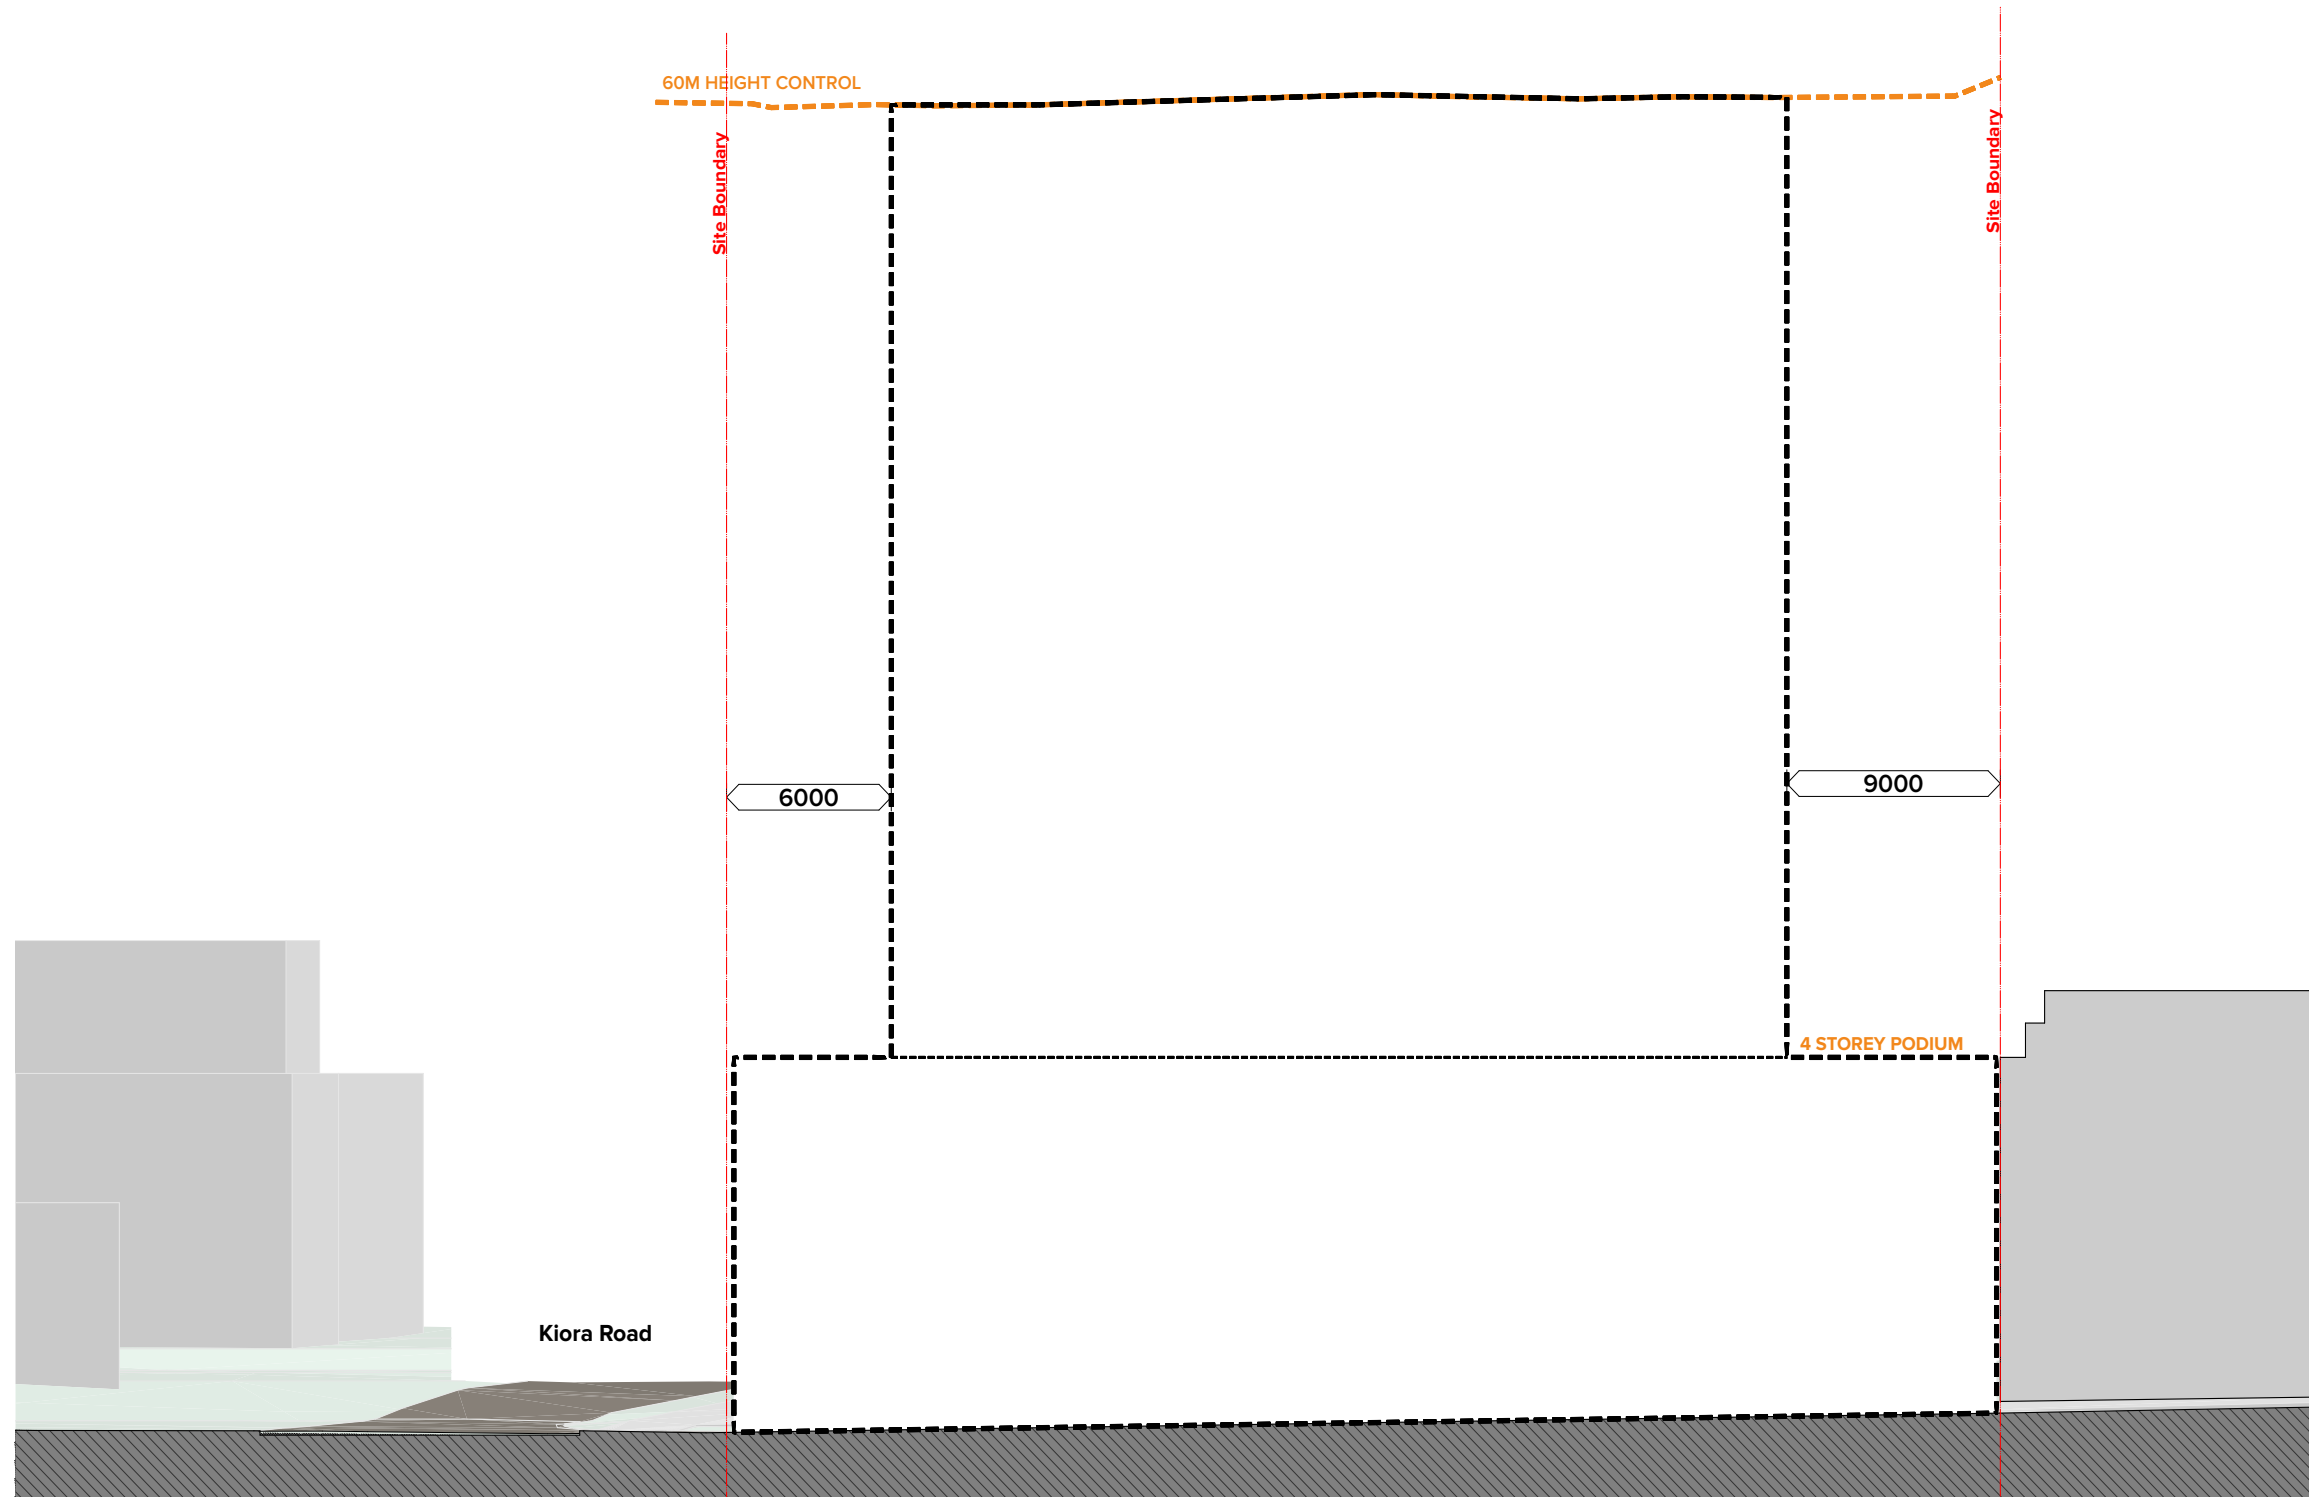 60M HEIGHT CONTROL
Site Boundary
Site Boundary
6000
9000
4 STOREY PODIUM
Kiora Road